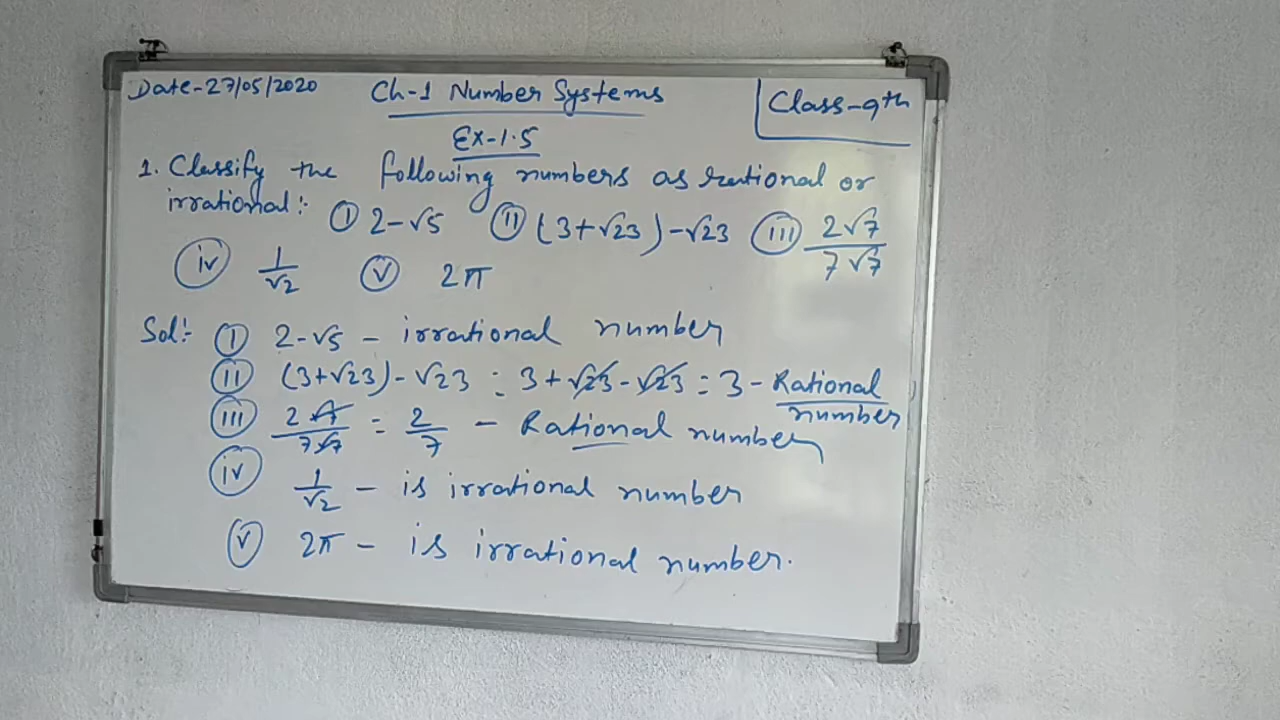 Date-27/05/2020 Ch-1 Number Systems Class-9th
Ex-1.5
1. Classify the following numbers as rational or
irrational:- (i) 2-√5 (ii) (3+√23)-√23 (iii) 2√7/7√7
(iv) 1/√2 (v) 2π
Sol:- (i) 2-√5 - irrational number
(ii) (3+√23)-√23 = 3+√23-√23 = 3 - Rational number
(iii) 2√7/7√7 = 2/7 - Rational number
(iv) 1/√2 - is irrational number
(v) 2π - is irrational number.